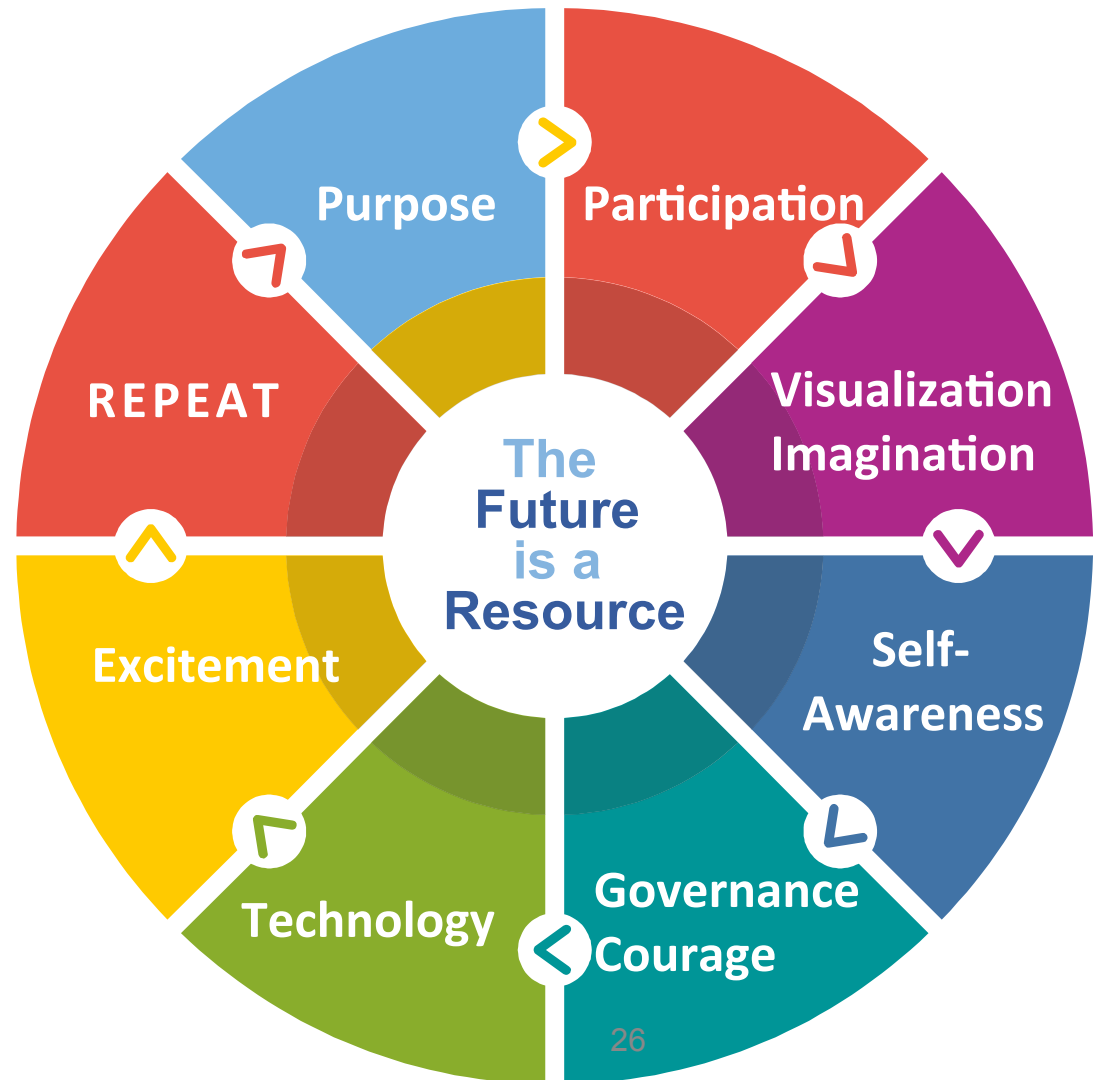 Purpose
Participation
Visualization
Imagination
Self-
Awareness
Governance
Courage
Technology
Excitement
REPEAT
The
Future
is a
Resource
26